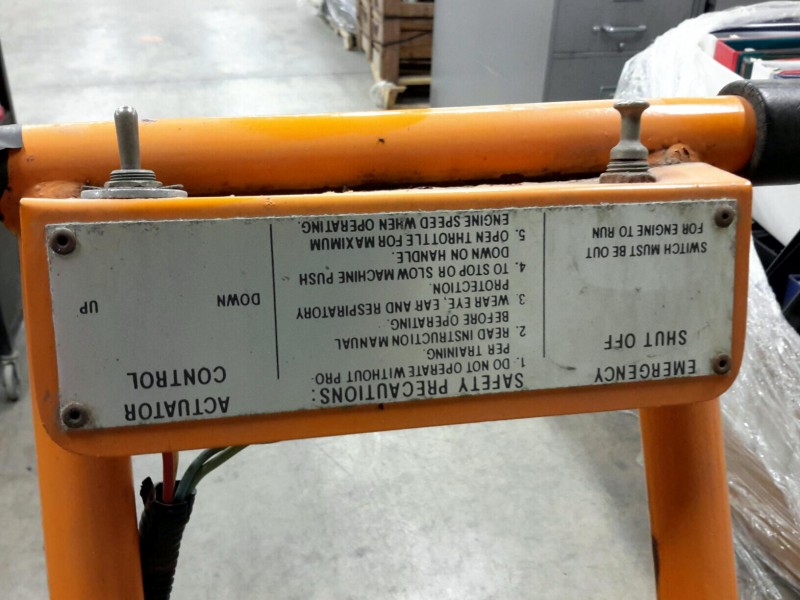 EMERGENCY
SHUT OFF
SWITCH MUST BE OUT
FOR ENGINE TO RUN
SAFETY PRECAUTIONS:
1. DO NOT OPERATE WITHOUT PRO-
PER TRAINING.
2. READ INSTRUCTION MANUAL
BEFORE OPERATING.
3. WEAR EYE, EAR AND RESPIRATORY
PROTECTION.
4. TO STOP OR SLOW MACHINE PUSH
DOWN ON HANDLE.
5. OPEN THROTTLE FOR MAXIMUM
ENGINE SPEED WHEN OPERATING.
ACTUATOR
CONTROL
DOWN UP